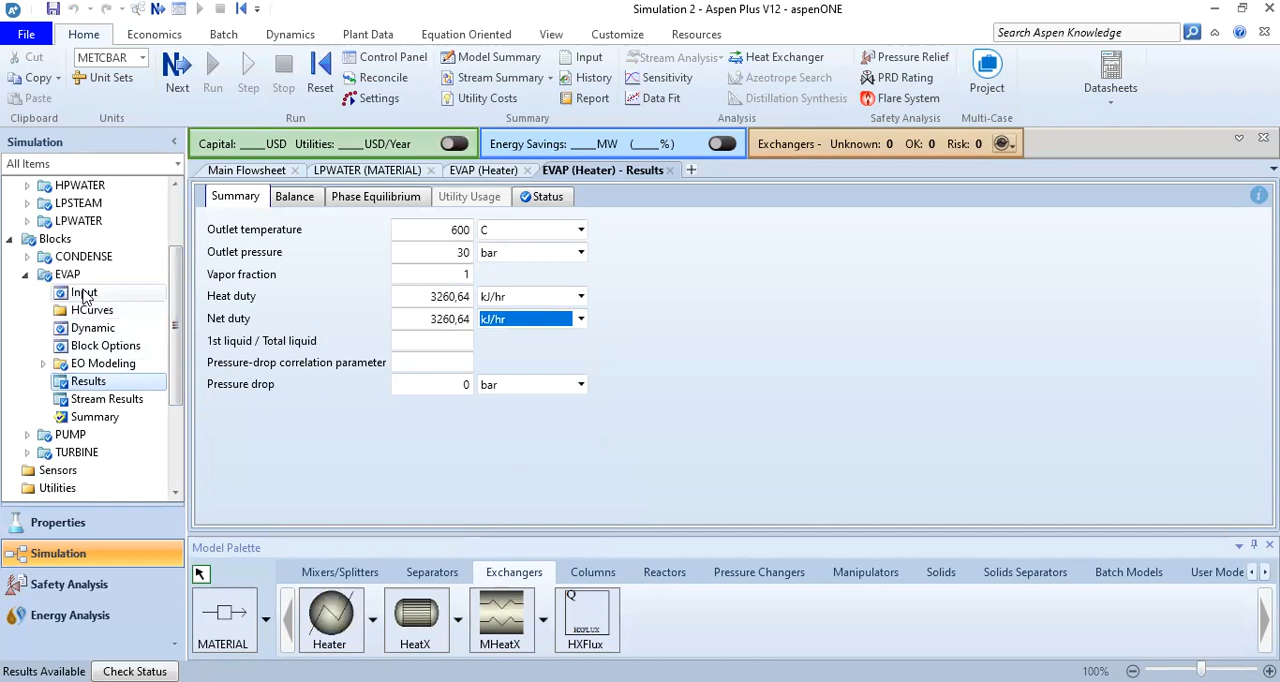 Simulation 2 - Aspen Plus V12 - aspenONE
File Home Economics Batch Dynamics Plant Data Equation Oriented View Customize Resources Search Aspen Knowledge
Cut METCBAR Control Panel Model Summary Input Stream Analysis Heat Exchanger Pressure Relief
Copy Unit Sets Next Run Step Stop Reset Reconcile Stream Summary History Sensitivity Azeotrope Search PRD Rating Project Datasheets
Paste Settings Utility Costs Report Data Fit Distillation Synthesis Flare System
Clipboard Units Run Summary Analysis Safety Analysis Multi-Case
Simulation Capital: ____USD Utilities: ____USD/Year Energy Savings: ____MW (____%) Exchangers - Unknown: 0 OK: 0 Risk: 0
All Items Main Flowsheet LPWATER (MATERIAL) EVAP (Heater) EVAP (Heater) - Results
HPWATER
LPSTEAM
LPWATER
Blocks
CONDENSE
EVAP
Input
HCurves
Dynamic
Block Options
EO Modeling
Results
Stream Results
Summary
PUMP
TURBINE
Sensors
Utilities
Summary Balance Phase Equilibrium Utility Usage Status
Outlet temperature 600 C
Outlet pressure 30 bar
Vapor fraction 1
Heat duty 3260,64 kJ/hr
Net duty 3260,64 kJ/hr
1st liquid / Total liquid
Pressure-drop correlation parameter
Pressure drop 0 bar
Properties
Simulation
Safety Analysis
Energy Analysis
Model Palette
Mixers/Splitters Separators Exchangers Columns Reactors Pressure Changers Manipulators Solids Solids Separators Batch Models User Mode
MATERIAL Heater HeatX MHeatX Q HXFLUX HXFlux
Results Available Check Status 100%